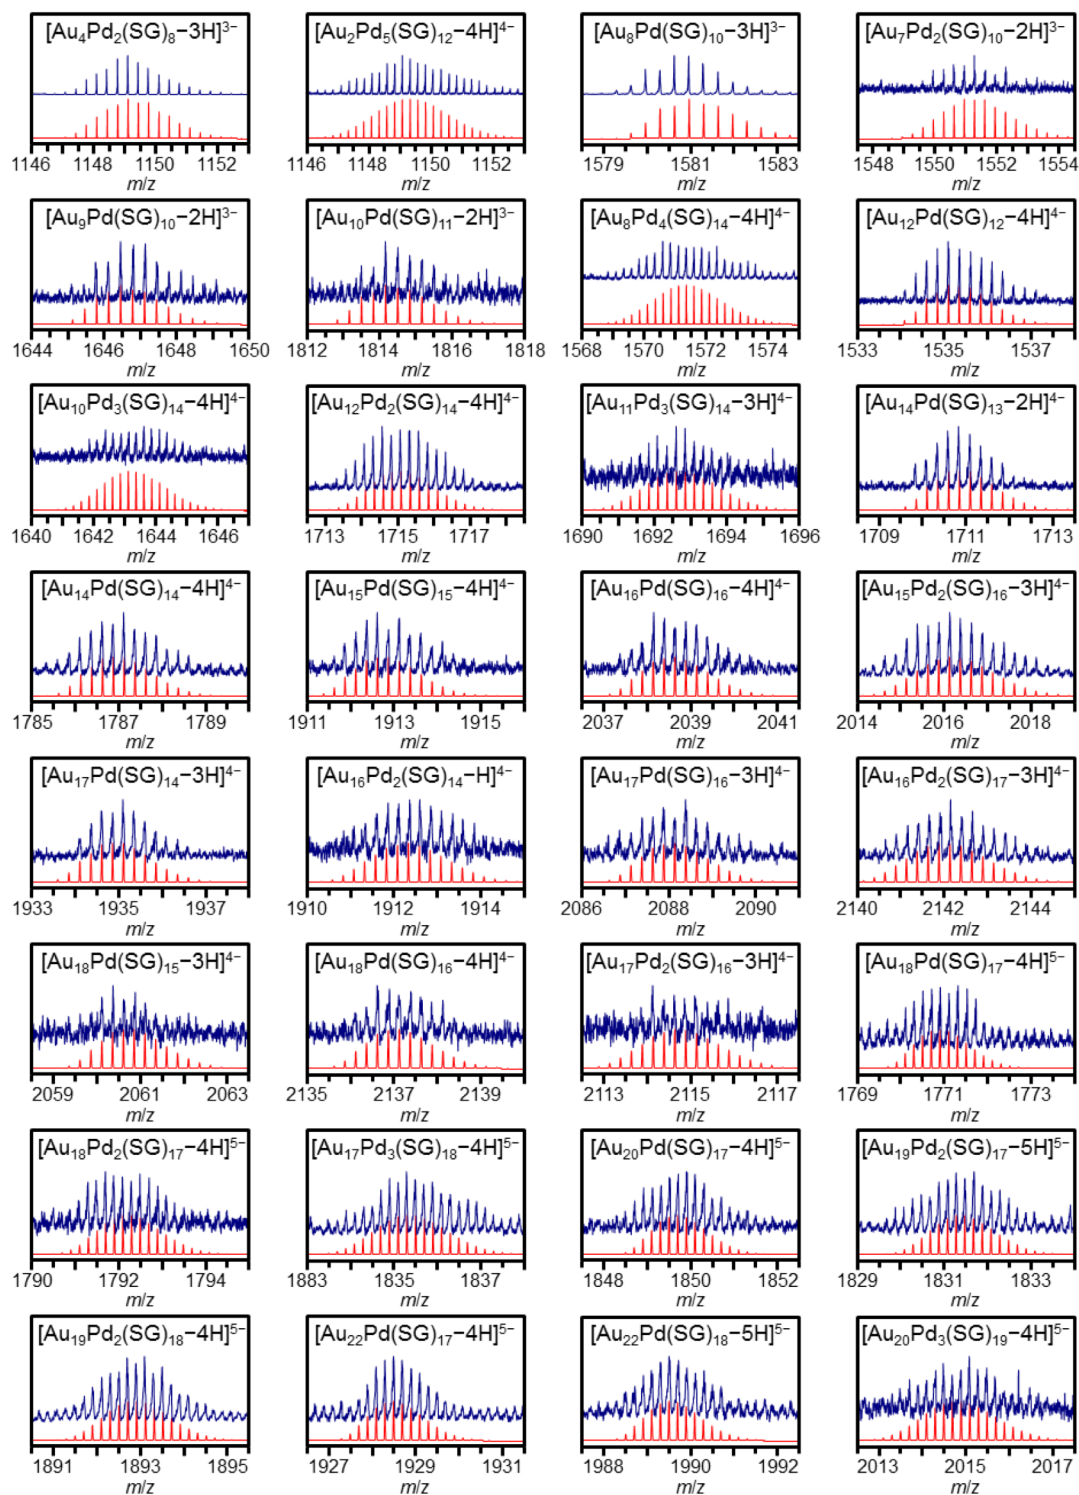 [Au₄Pd₂(SG)₈−3H]³⁻ [Au₂Pd₅(SG)₁₂−4H]⁴⁻ [Au₈Pd(SG)₁₀−3H]³⁻ [Au₇Pd₂(SG)₁₀−2H]³⁻
1146 1148 1150 1152 1146 1148 1150 1152 1579 1581 1583 1548 1550 1552 1554
m/z m/z m/z m/z
[Au₉Pd(SG)₁₀−2H]³⁻ [Au₁₀Pd(SG)₁₁−2H]³⁻ [Au₈Pd₄(SG)₁₄−4H]⁴⁻ [Au₁₂Pd(SG)₁₂−4H]⁴⁻
1644 1646 1648 1650 1812 1814 1816 1818 1568 1570 1572 1574 1533 1535 1537
m/z m/z m/z m/z
[Au₁₀Pd₃(SG)₁₄−4H]⁴⁻ [Au₁₂Pd₂(SG)₁₄−4H]⁴⁻ [Au₁₁Pd₃(SG)₁₄−3H]⁴⁻ [Au₁₄Pd(SG)₁₃−2H]⁴⁻
1640 1642 1644 1646 1713 1715 1717 1690 1692 1694 1696 1709 1711 1713
m/z m/z m/z m/z
[Au₁₄Pd(SG)₁₄−4H]⁴⁻ [Au₁₅Pd(SG)₁₅−4H]⁴⁻ [Au₁₆Pd(SG)₁₆−4H]⁴⁻ [Au₁₅Pd₂(SG)₁₆−3H]⁴⁻
1785 1787 1789 1911 1913 1915 2037 2039 2041 2014 2016 2018
m/z m/z m/z m/z
[Au₁₇Pd(SG)₁₄−3H]⁴⁻ [Au₁₆Pd₂(SG)₁₄−H]⁴⁻ [Au₁₇Pd(SG)₁₆−3H]⁴⁻ [Au₁₆Pd₂(SG)₁₇−3H]⁴⁻
1933 1935 1937 1910 1912 1914 2086 2088 2090 2140 2142 2144
m/z m/z m/z m/z
[Au₁₈Pd(SG)₁₅−3H]⁴⁻ [Au₁₈Pd(SG)₁₆−4H]⁴⁻ [Au₁₇Pd₂(SG)₁₆−3H]⁴⁻ [Au₁₈Pd(SG)₁₇−4H]⁵⁻
2059 2061 2063 2135 2137 2139 2113 2115 2117 1769 1771 1773
m/z m/z m/z m/z
[Au₁₈Pd₂(SG)₁₇−4H]⁵⁻ [Au₁₇Pd₃(SG)₁₈−4H]⁵⁻ [Au₂₀Pd(SG)₁₇−4H]⁵⁻ [Au₁₉Pd₂(SG)₁₇−5H]⁵⁻
1790 1792 1794 1883 1835 1837 1848 1850 1852 1829 1831 1833
m/z m/z m/z m/z
[Au₁₉Pd₂(SG)₁₈−4H]⁵⁻ [Au₂₂Pd(SG)₁₇−4H]⁵⁻ [Au₂₂Pd(SG)₁₈−5H]⁵⁻ [Au₂₀Pd₃(SG)₁₉−4H]⁵⁻
1891 1893 1895 1927 1929 1931 1988 1990 1992 2013 2015 2017
m/z m/z m/z m/z